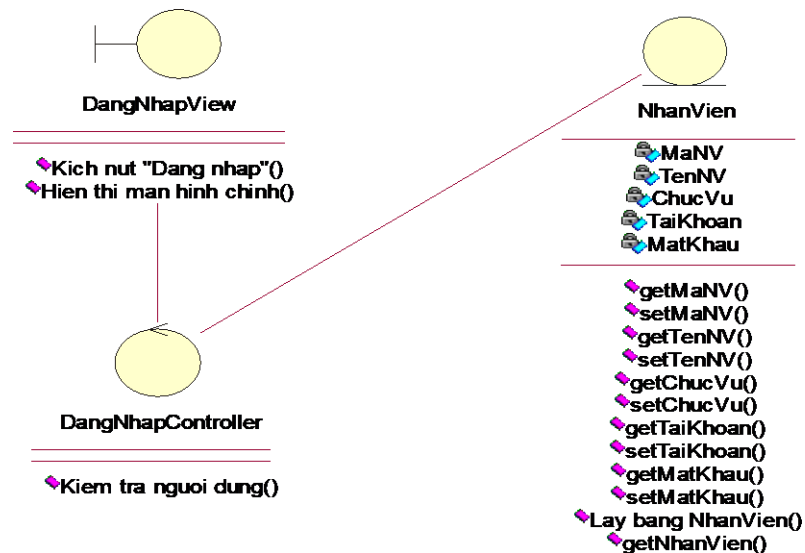 DangNhapView
Kich nut "Dang nhap"()
Hien thi man hinh chinh()
DangNhapController
Kiem tra nguoi dung()
NhanVien
MaNV
TenNV
ChucVu
TaiKhoan
MatKhau
getMaNV()
setMaNV()
getTenNV()
setTenNV()
getChucVu()
setChucVu()
getTaiKhoan()
setTaiKhoan()
getMatKhau()
setMatKhau()
Lay bang NhanVien()
getNhanVien()